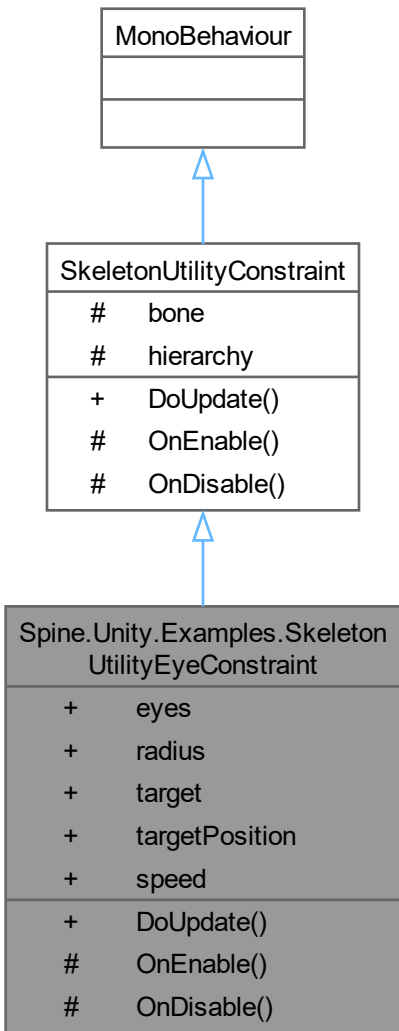 MonoBehaviour
SkeletonUtilityConstraint
# bone
# hierarchy
+ DoUpdate()
# OnEnable()
# OnDisable()
Spine.Unity.Examples.Skeleton
UtilityEyeConstraint
+ eyes
+ radius
+ target
+ targetPosition
+ speed
+ DoUpdate()
# OnEnable()
# OnDisable()